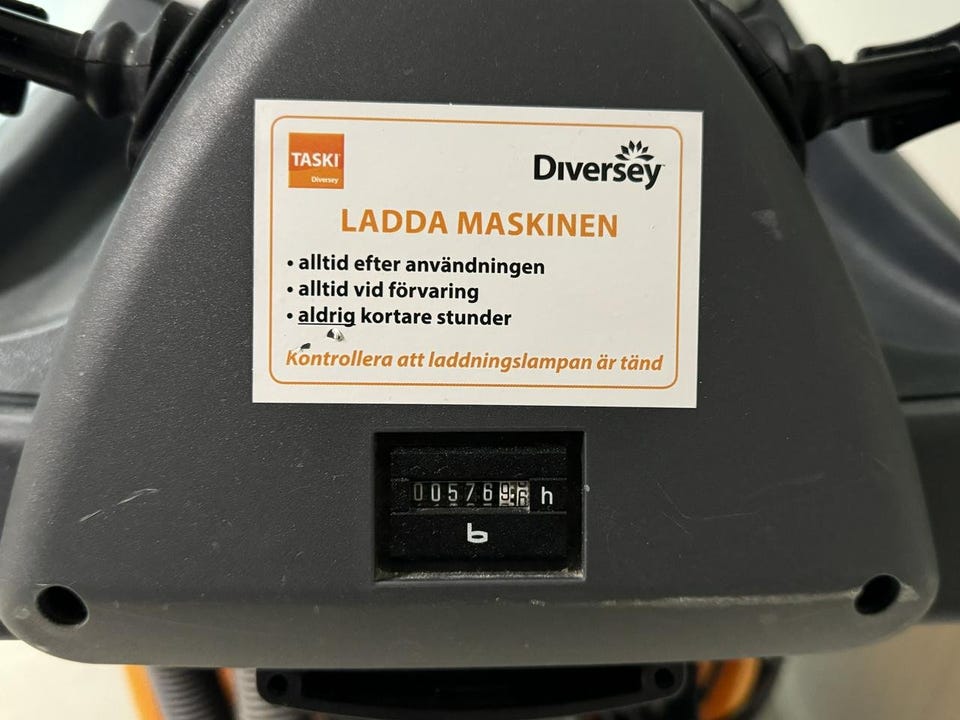 TASKI
Diversey
Diversey
LADDA MASKINEN
• alltid efter användningen
• alltid vid förvaring
• aldrig kortare stunder
Kontrollera att laddningslampan är tänd
00576 h